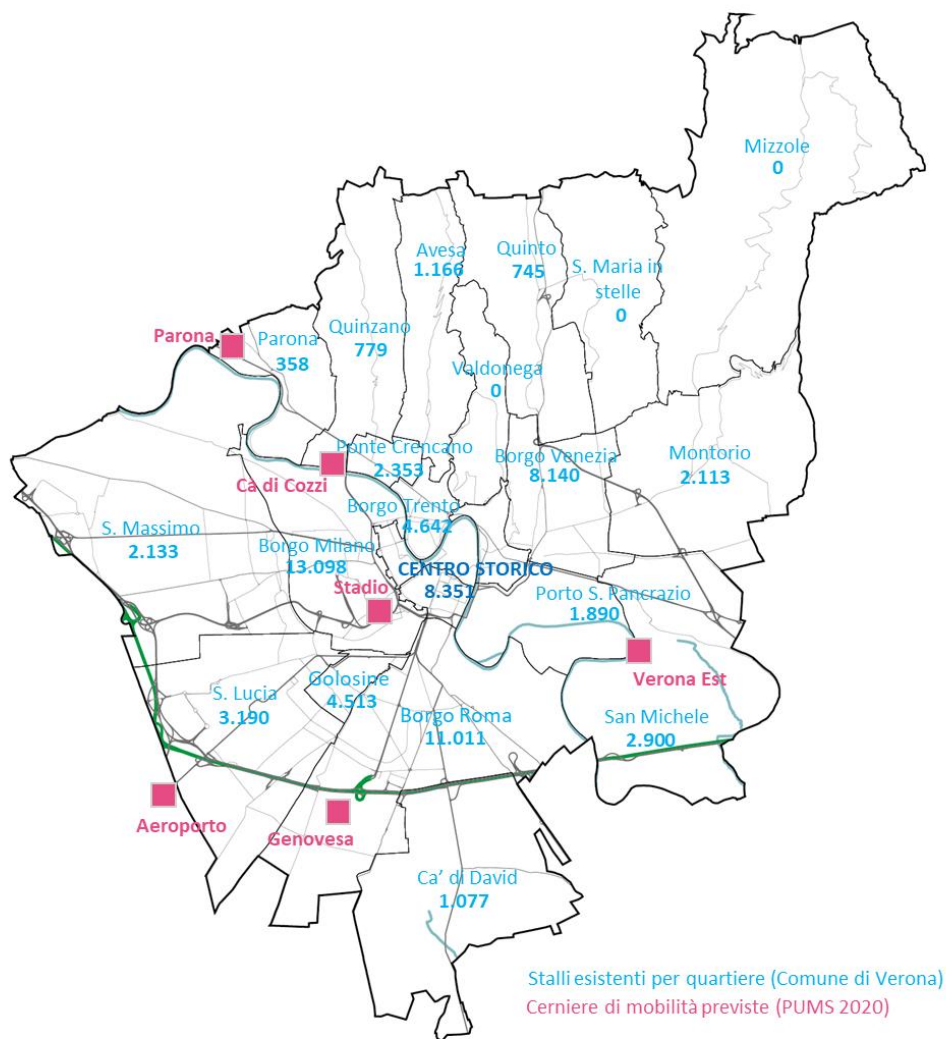 Mizzole
0
Avesa
1.166
Quinto
745
S. Maria in
stelle
0
Parona
Parona
358
Quinzano
779
Valdonega
0
Ponte Crencano
2.353
Ca di Cozzi
Borgo Venezia
8.140
Montorio
2.113
Borgo Trento
4.642
S. Massimo
2.133
Borgo Milano
13.098
CENTRO STORICO
8.351
Stadio
Porto S. Pancrazio
1.890
Verona Est
Golosine
4.513
S. Lucia
3.190
Borgo Roma
11.011
San Michele
2.900
Aeroporto
Genovesa
Ca' di David
1.077
Stalli esistenti per quartiere (Comune di Verona)
Cerniere di mobilità previste (PUMS 2020)